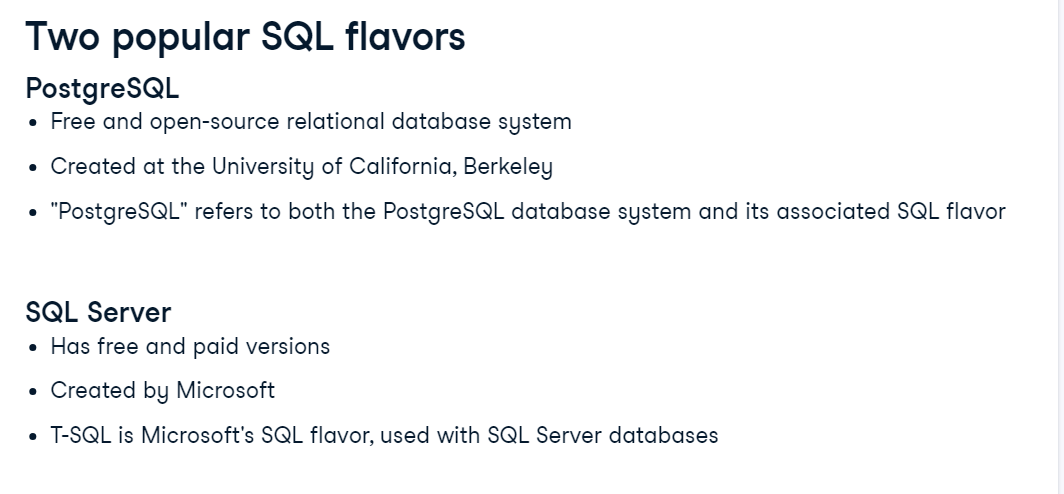 Two popular SQL flavors
PostgreSQL
• Free and open-source relational database system
• Created at the University of California, Berkeley
• "PostgreSQL" refers to both the PostgreSQL database system and its associated SQL flavor
SQL Server
• Has free and paid versions
• Created by Microsoft
• T-SQL is Microsoft's SQL flavor, used with SQL Server databases